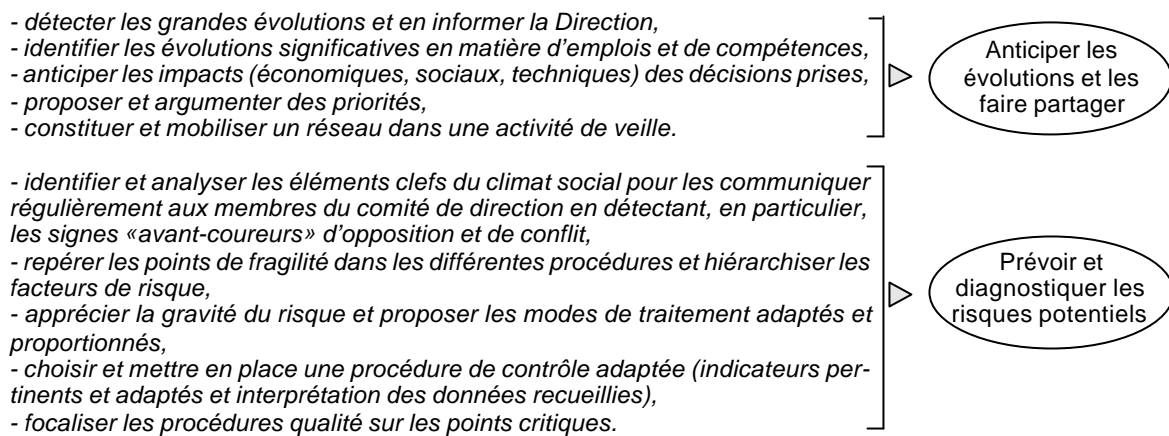 - détecter les grandes évolutions et en informer la Direction,
- identifier les évolutions significatives en matière d’emplois et de compétences,
- anticiper les impacts (économiques, sociaux, techniques) des décisions prises,
- proposer et argumenter des priorités,
- constituer et mobiliser un réseau dans une activité de veille.
Anticiper les
évolutions et les
faire partager
- identifier et analyser les éléments clefs du climat social pour les communiquer
régulièrement aux membres du comité de direction en détectant, en particulier,
les signes «avant-coureurs» d’opposition et de conflit,
- repérer les points de fragilité dans les différentes procédures et hiérarchiser les
facteurs de risque,
- apprécier la gravité du risque et proposer les modes de traitement adaptés et
proportionnés,
- choisir et mettre en place une procédure de contrôle adaptée (indicateurs per-
tinents et adaptés et interprétation des données recueillies),
- focaliser les procédures qualité sur les points critiques.
Prévoir et
diagnostiquer les
risques potentiels